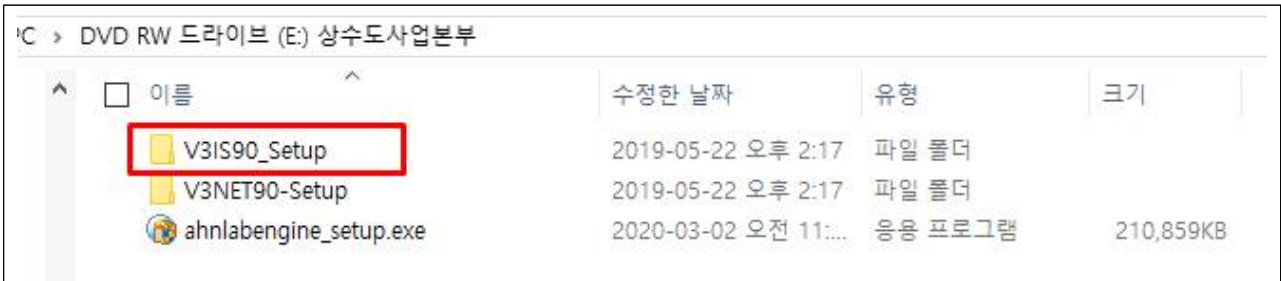 PC > DVD RW 드라이브 (E:) 상수도사업본부
이름 수정한 날짜 유형 크기
V3IS90_Setup 2019-05-22 오후 2:17 파일 폴더
V3NET90-Setup 2019-05-22 오후 2:17 파일 폴더
ahnlabengine_setup.exe 2020-03-02 오전 11:... 응용 프로그램 210,859KB